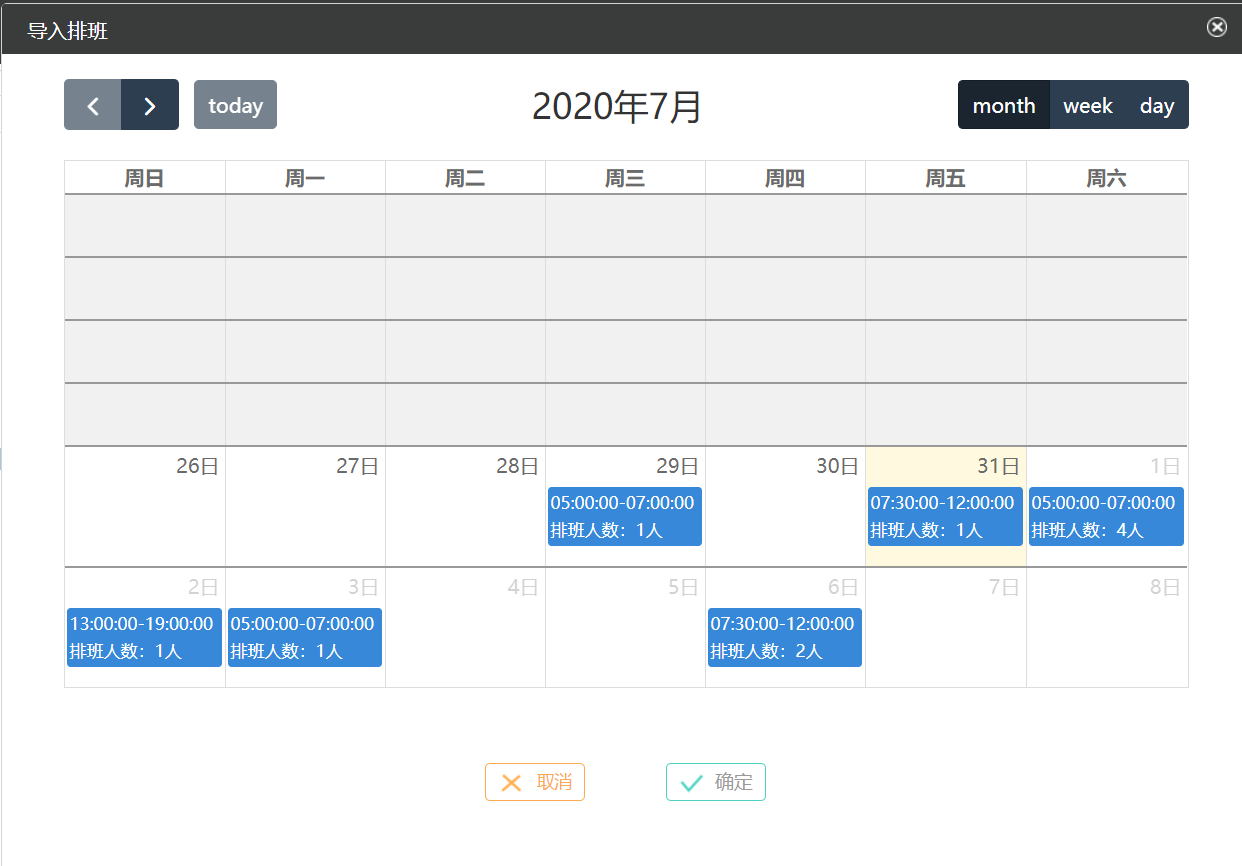 导入排班
today
2020年7月
month week day
周日 周一 周二 周三 周四 周五 周六
26日 27日 28日 29日 30日 31日 1日
05:00:00-07:00:00 07:30:00-12:00:00 05:00:00-07:00:00
排班人数：1人 排班人数：1人 排班人数：4人
2日 3日 4日 5日 6日 7日 8日
13:00:00-19:00:00 05:00:00-07:00:00 07:30:00-12:00:00
排班人数：1人 排班人数：1人 排班人数：2人
取消 确定